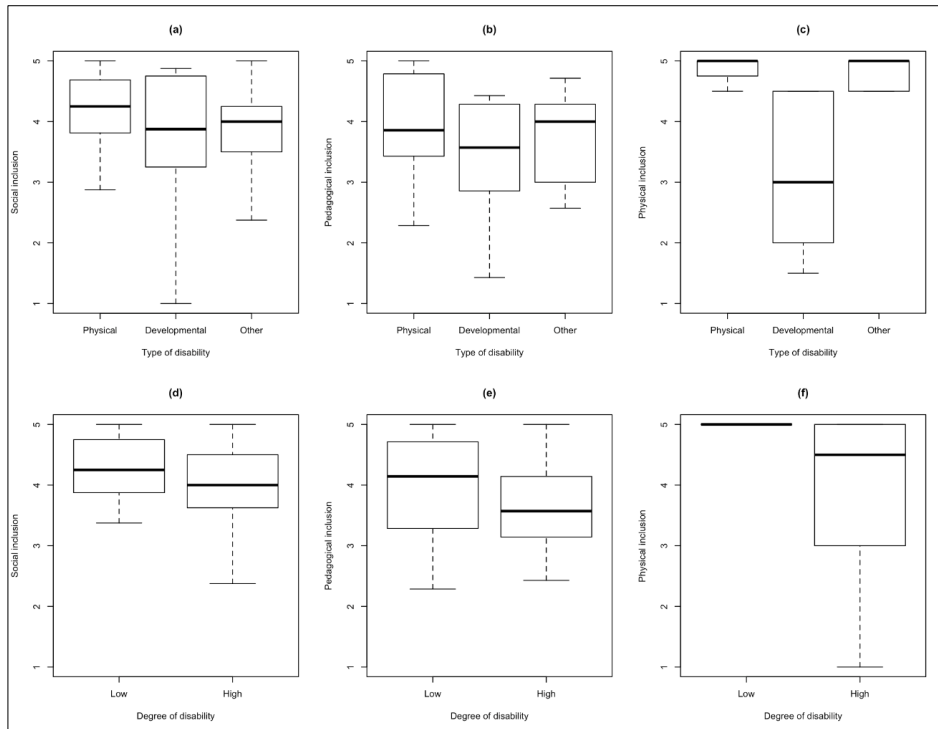 (a)
Social inclusion
5
4
3
2
1
Physical Developmental Other
Type of disability
(b)
Pedagogical inclusion
5
4
3
2
1
Physical Developmental Other
Type of disability
(c)
Physical inclusion
5
4
3
2
1
Physical Developmental Other
Type of disability
(d)
Social inclusion
5
4
3
2
1
Low High
Degree of disability
(e)
Pedagogical inclusion
5
4
3
2
1
Low High
Degree of disability
(f)
Physical inclusion
5
4
3
2
1
Low High
Degree of disability